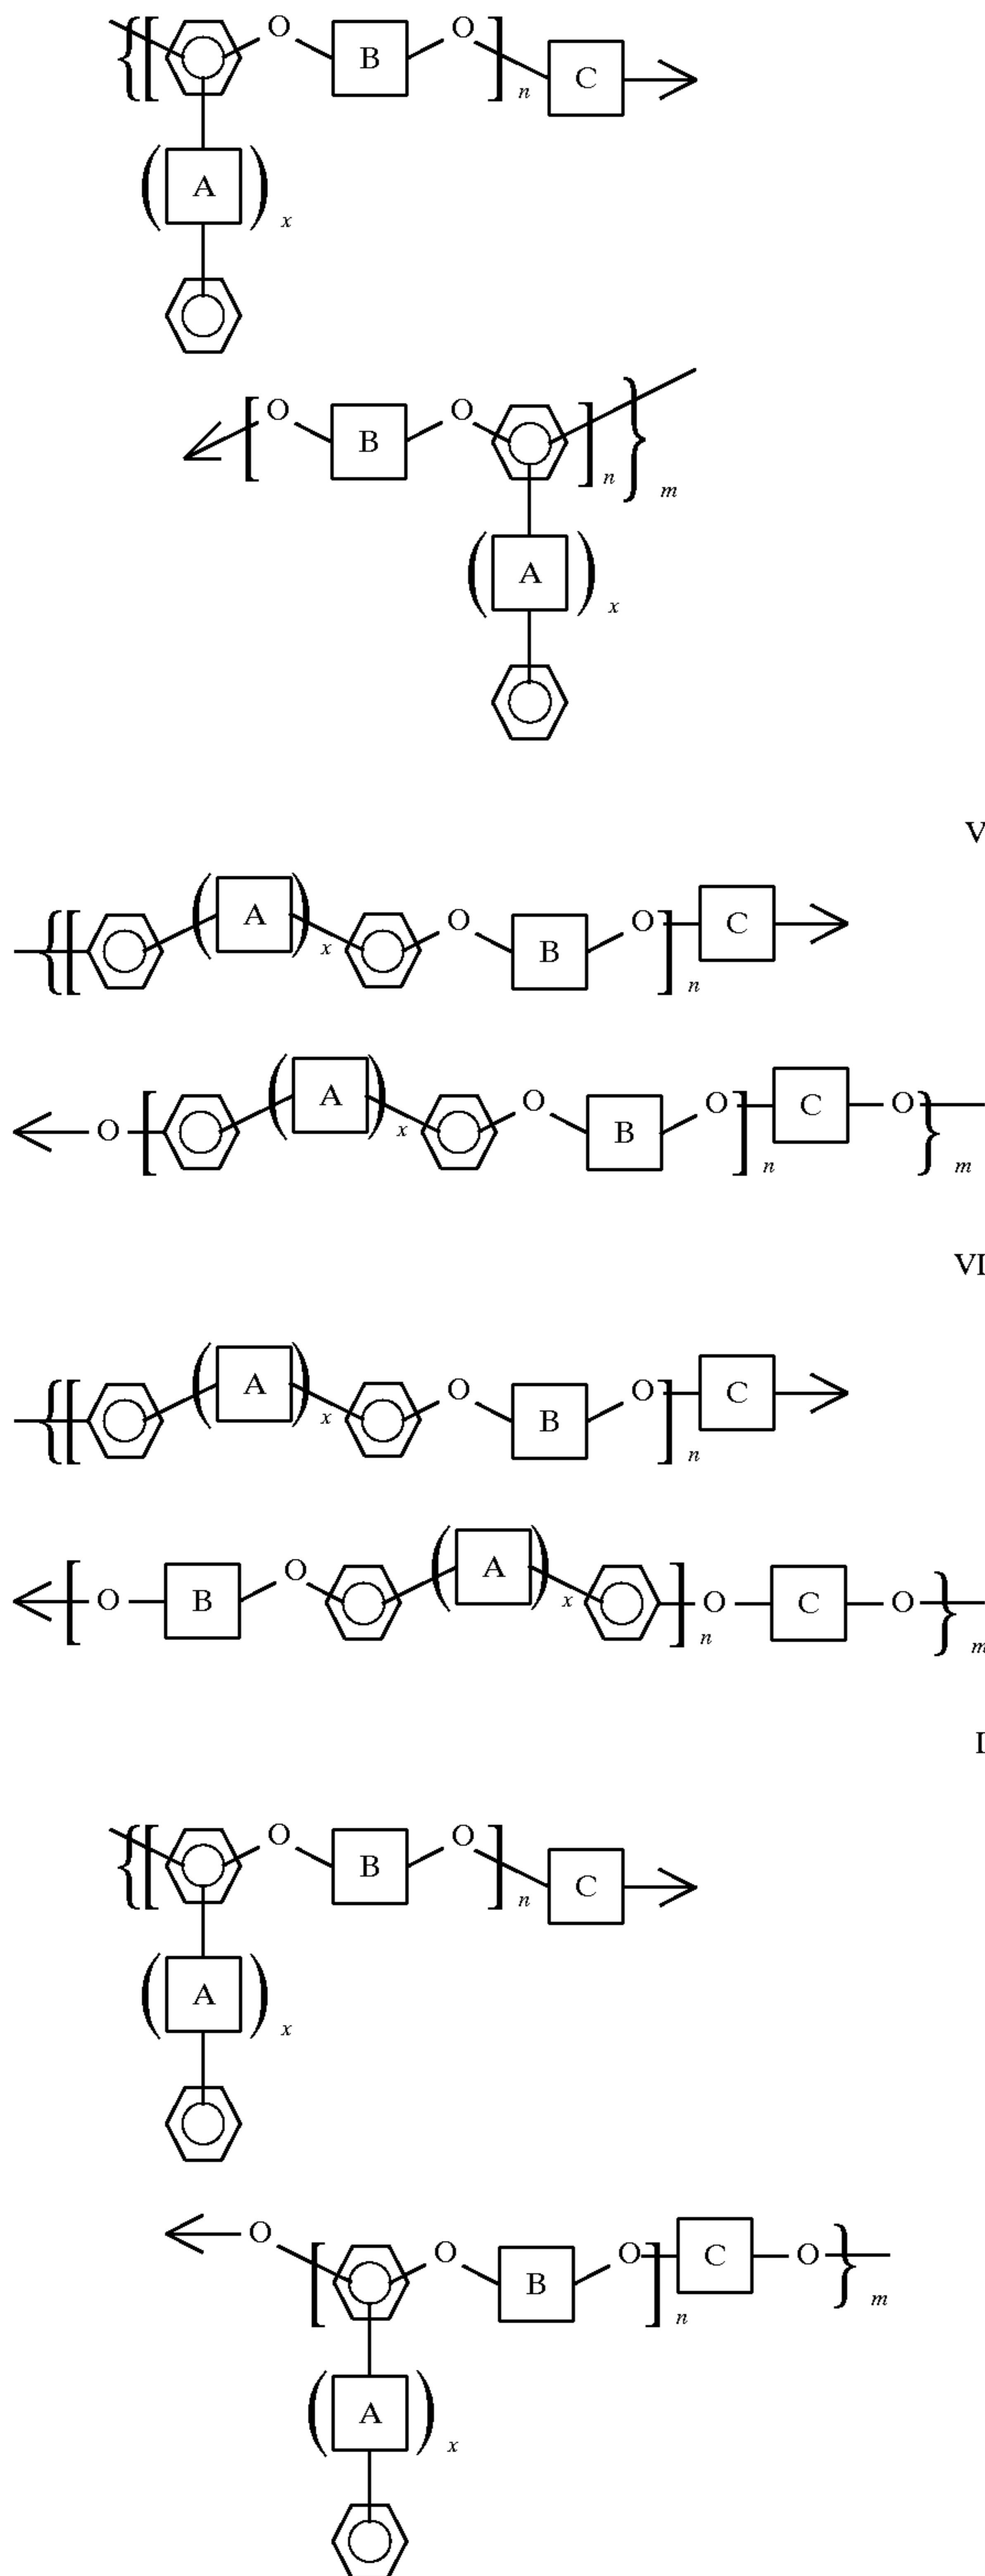 {[ O B O ]n C
( A )x
[ O B O ]n }m
( A )x
V
{[ ( A )x O B O ]n C
O [ ( A )x O B O ]n C O }m
VI
{[ ( A )x O B O ]n C
[ O B O ( A )x ]n O C O }m
I
{[ O B O ]n C
( A )x
O [ O B O ]n C O }m
( A )x